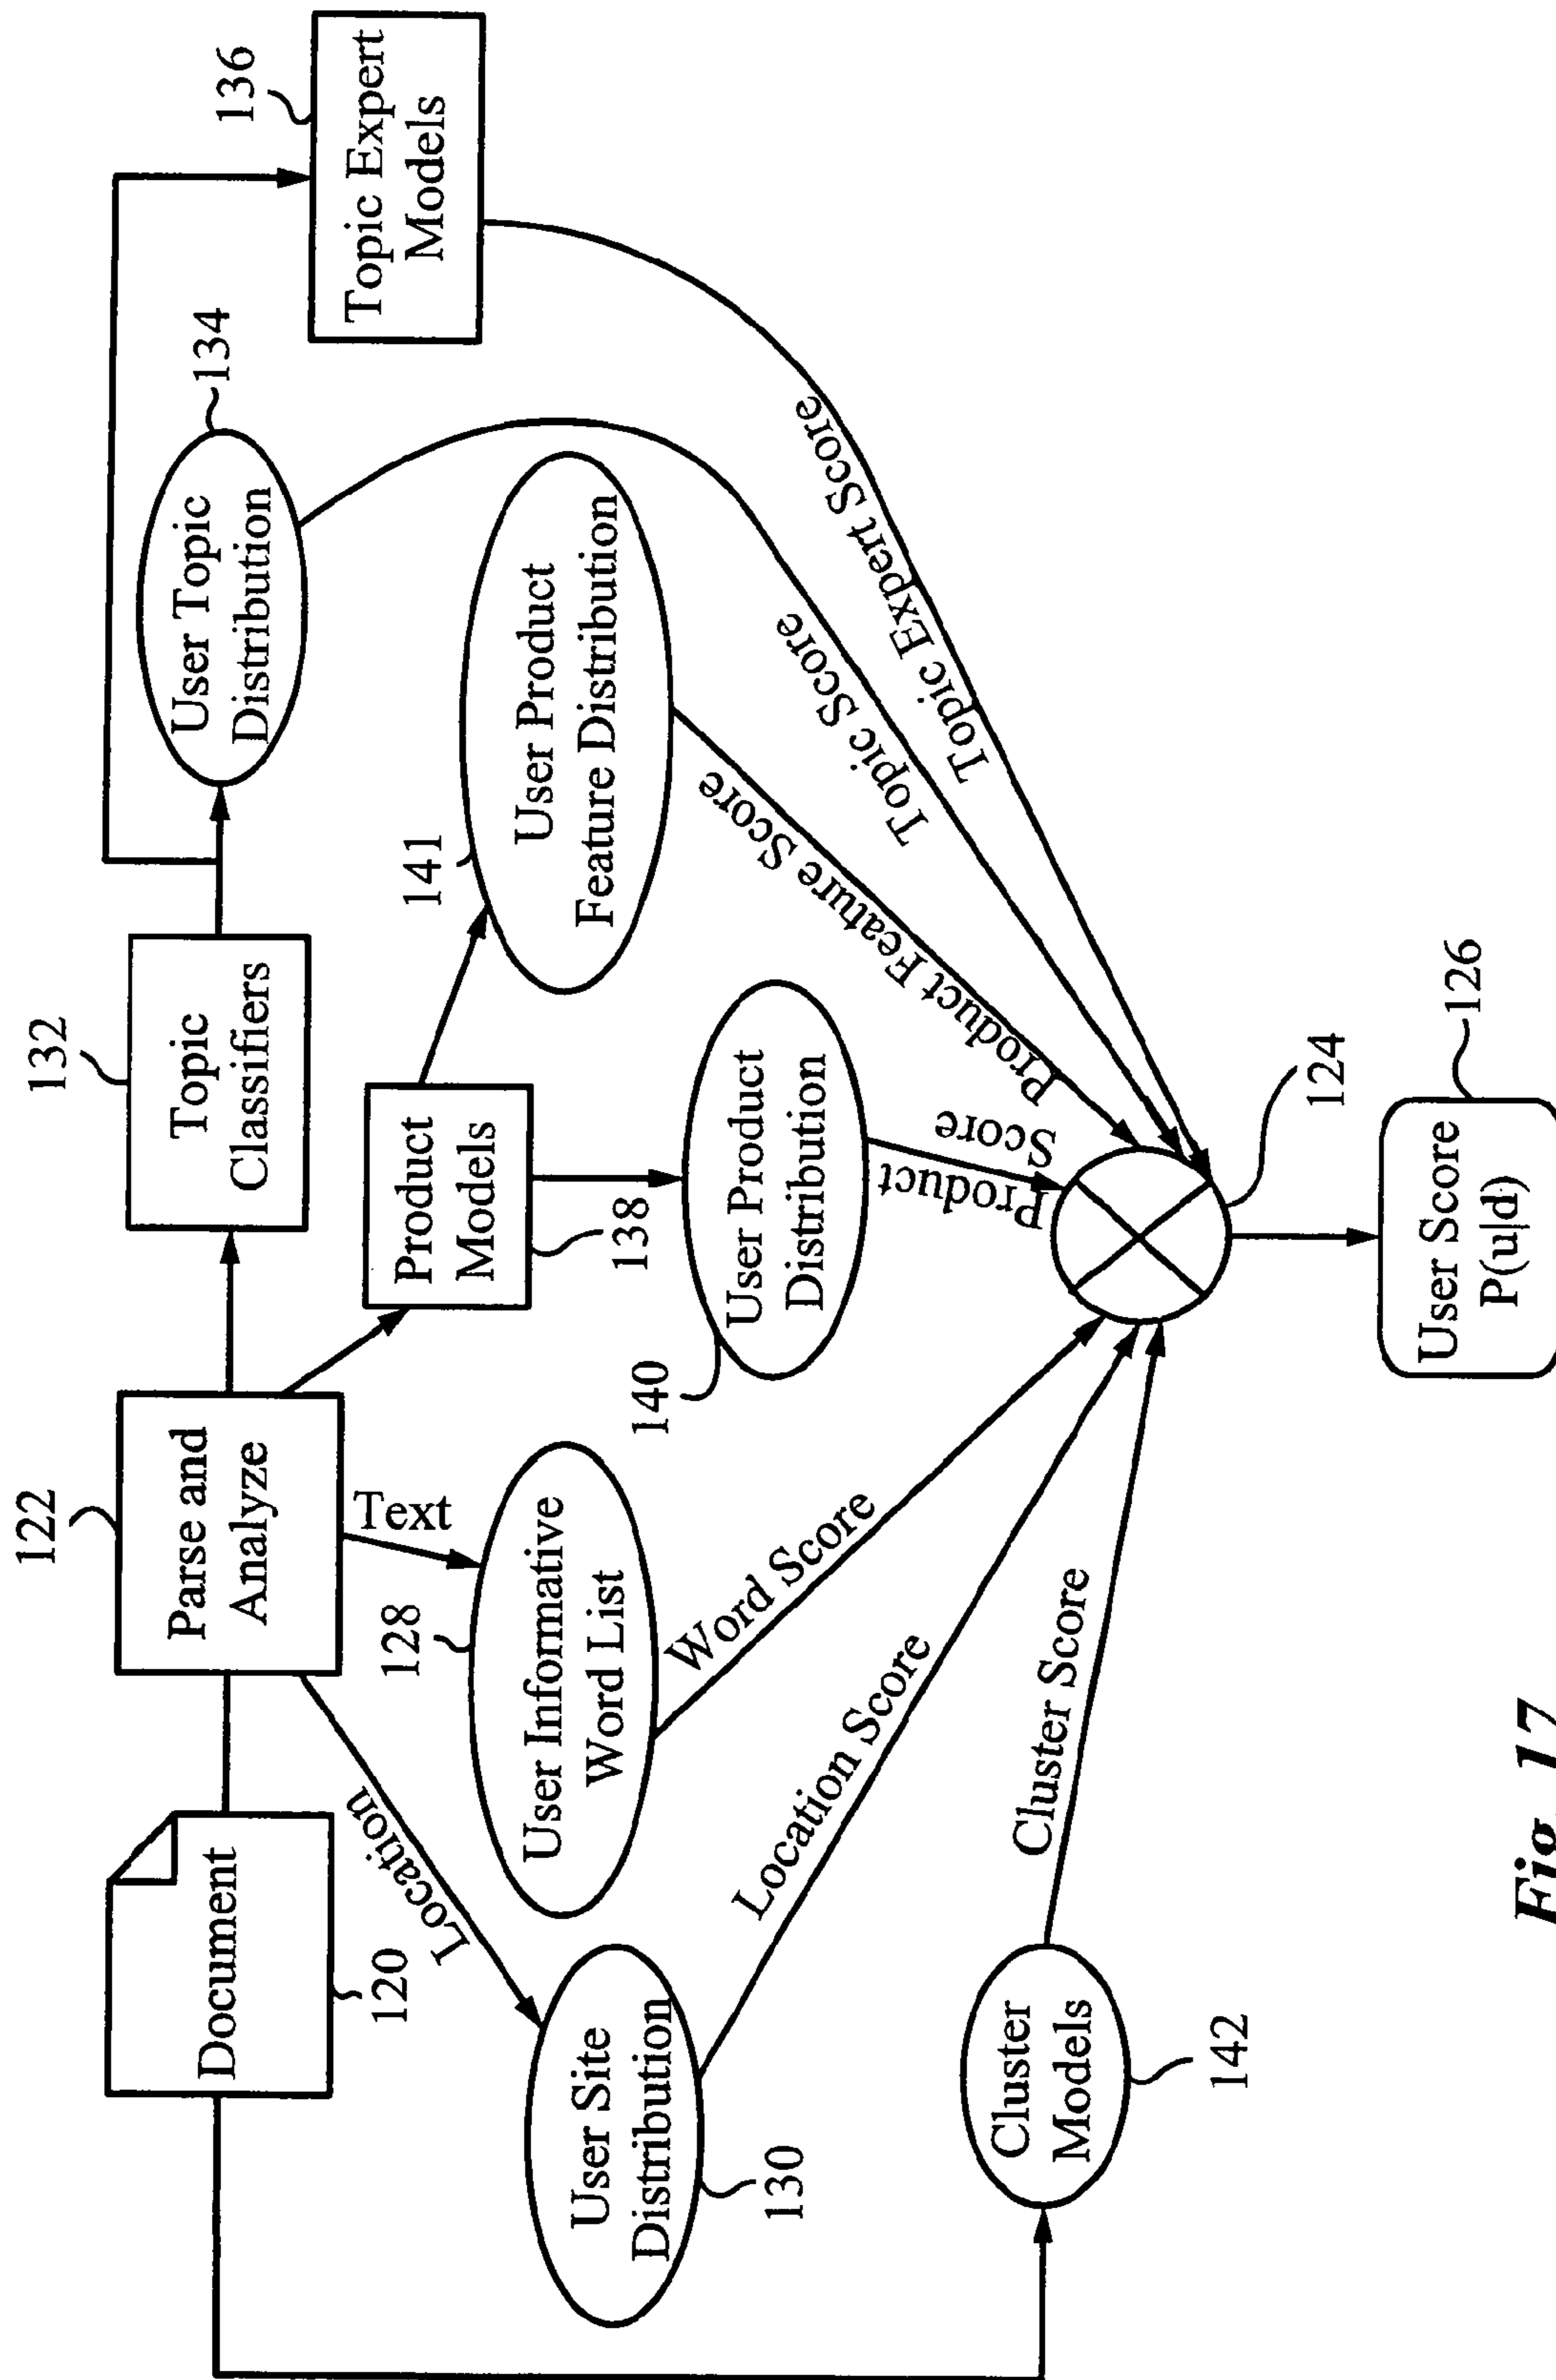 122
132
136
Document
Parse and
Analyze
Topic
Classifiers
User Topic
Distribution
134
Topic Expert
Models
120
Location
128
Text
Product
Models
138
141
User Product
Feature Distribution
User Site
Distribution
130
User Informative
Word List
140
User Product
Distribution
Word Score
Location Score
Product
Score
Product Feature Score
Topic Score
Topic Expert Score
Cluster
Models
142
Cluster Score
124
User Score
P(u|d)
126
Fig. 17